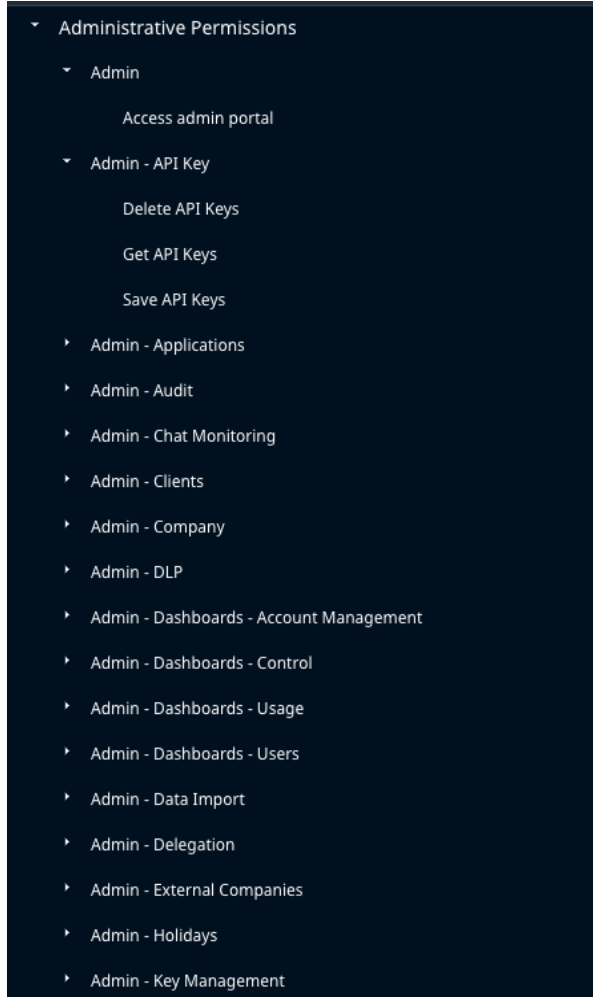 Administrative Permissions
Admin
Access admin portal
Admin - API Key
Delete API Keys
Get API Keys
Save API Keys
Admin - Applications
Admin - Audit
Admin - Chat Monitoring
Admin - Clients
Admin - Company
Admin - DLP
Admin - Dashboards - Account Management
Admin - Dashboards - Control
Admin - Dashboards - Usage
Admin - Dashboards - Users
Admin - Data Import
Admin - Delegation
Admin - External Companies
Admin - Holidays
Admin - Key Management